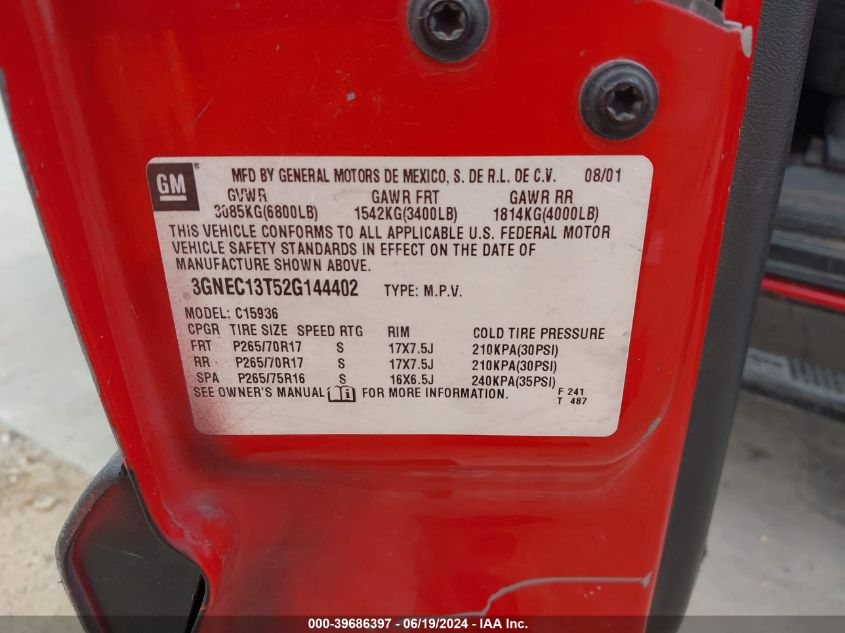 GM
MFD BY GENERAL MOTORS DE MEXICO, S. DE R.L. DE C.V. 08/01
GVWR GAWR FRT GAWR RR
3085KG(6800LB) 1542KG(3400LB) 1814KG(4000LB)
THIS VEHICLE CONFORMS TO ALL APPLICABLE U.S. FEDERAL MOTOR
VEHICLE SAFETY STANDARDS IN EFFECT ON THE DATE OF
MANUFACTURE SHOWN ABOVE.
3GNEC13T52G144402 TYPE: M.P.V.
MODEL: C15936
CPGR TIRE SIZE SPEED RTG RIM COLD TIRE PRESSURE
FRT P265/70R17 S 17X7.5J 210KPA(30PSI)
RR P265/70R17 S 17X7.5J 210KPA(30PSI)
SPA P265/75R16 S 16X6.5J 240KPA(35PSI)
SEE OWNER'S MANUAL FOR MORE INFORMATION. F 241
T 487
000-39686397 - 06/19/2024 - IAA Inc.